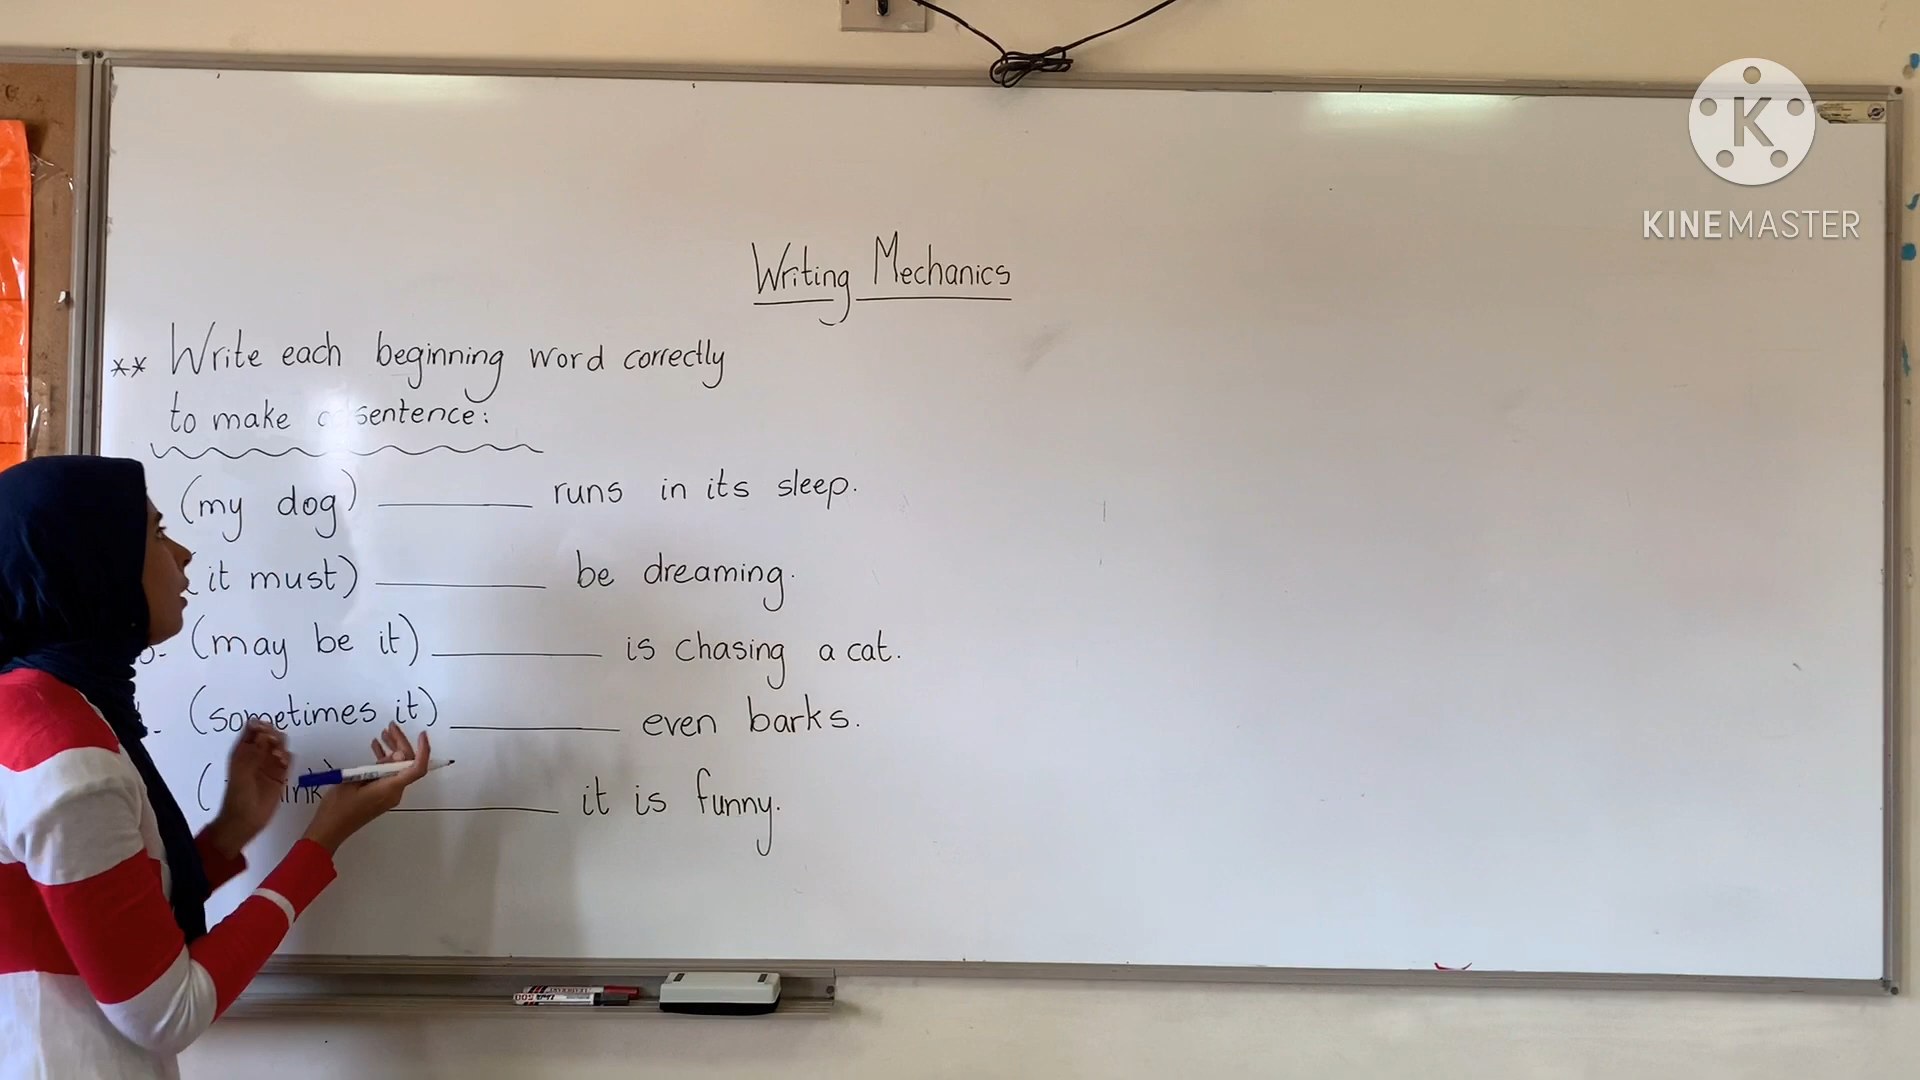 KINEMASTER
Writing Mechanics
** Write each beginning word correctly
to make a sentence:
(my dog) ________ runs in its sleep.
(it must) ________ be dreaming.
(may be it) ________ is chasing a cat.
(sometimes it) ________ even barks.
( ________ it is funny.